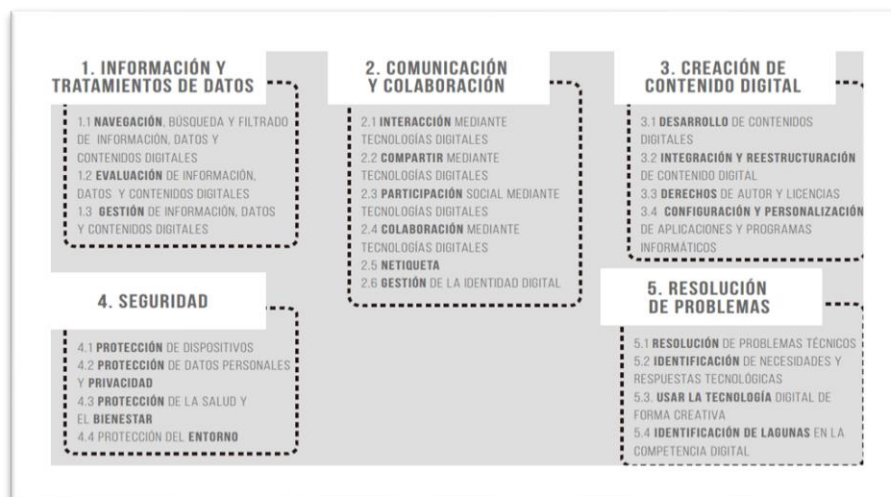 1. INFORMACIÓN Y
TRATAMIENTOS DE DATOS
1.1 NAVEGACIÓN, BÚSQUEDA Y FILTRADO
DE INFORMACIÓN, DATOS Y
CONTENIDOS DIGITALES
1.2 EVALUACIÓN DE INFORMACIÓN,
DATOS Y CONTENIDOS DIGITALES
1.3 GESTIÓN DE INFORMACIÓN, DATOS
Y CONTENIDOS DIGITALES
2. COMUNICACIÓN
Y COLABORACIÓN
2.1 INTERACCIÓN MEDIANTE
TECNOLOGÍAS DIGITALES
2.2 COMPARTIR MEDIANTE
TECNOLOGÍAS DIGITALES
2.3 PARTICIPACIÓN SOCIAL MEDIANTE
TECNOLOGÍAS DIGITALES
2.4 COLABORACIÓN MEDIANTE
TECNOLOGÍAS DIGITALES
2.5 NETIQUETA
2.6 GESTIÓN DE LA IDENTIDAD DIGITAL
3. CREACIÓN DE
CONTENIDO DIGITAL
3.1 DESARROLLO DE CONTENIDOS
DIGITALES
3.2 INTEGRACIÓN Y REESTRUCTURACIÓN
DE CONTENIDO DIGITAL
3.3 DERECHOS DE AUTOR Y LICENCIAS
3.4 CONFIGURACIÓN Y PERSONALIZACIÓN
DE APLICACIONES Y PROGRAMAS
INFORMÁTICOS
4. SEGURIDAD
4.1 PROTECCIÓN DE DISPOSITIVOS
4.2 PROTECCIÓN DE DATOS PERSONALES
Y PRIVACIDAD
4.3 PROTECCIÓN DE LA SALUD Y
EL BIENESTAR
4.4 PROTECCIÓN DEL ENTORNO
5. RESOLUCIÓN
DE PROBLEMAS
5.1 RESOLUCIÓN DE PROBLEMAS TÉCNICOS
5.2 IDENTIFICACIÓN DE NECESIDADES Y
RESPUESTAS TECNOLÓGICAS
5.3. USAR LA TECNOLOGÍA DIGITAL DE
FORMA CREATIVA
5.4 IDENTIFICACIÓN DE LAGUNAS EN LA
COMPETENCIA DIGITAL